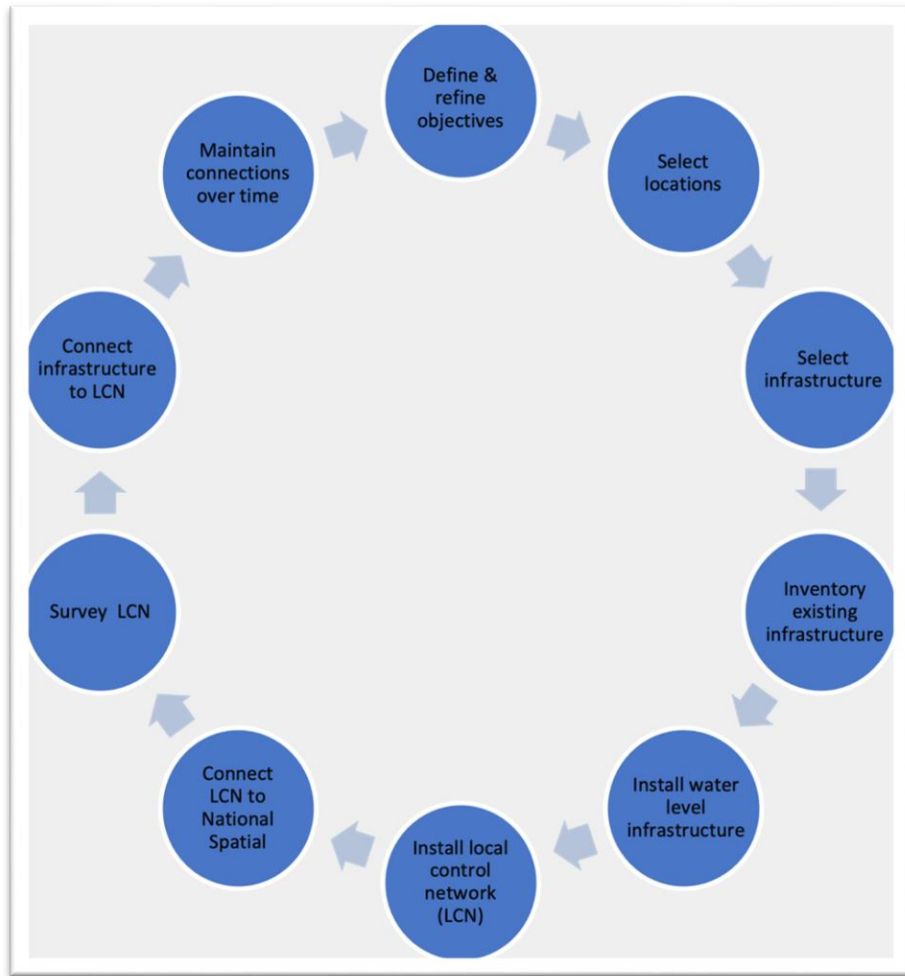 Define &
refine
objectives
Select
locations
Select
infrastructure
Inventory
existing
infrastructure
Install water
level
infrastructure
Install local
control
network
(LCN)
Connect
LCN to
National
Spatial
Survey  LCN
Connect
infrastructure
to LCN
Maintain
connections
over time